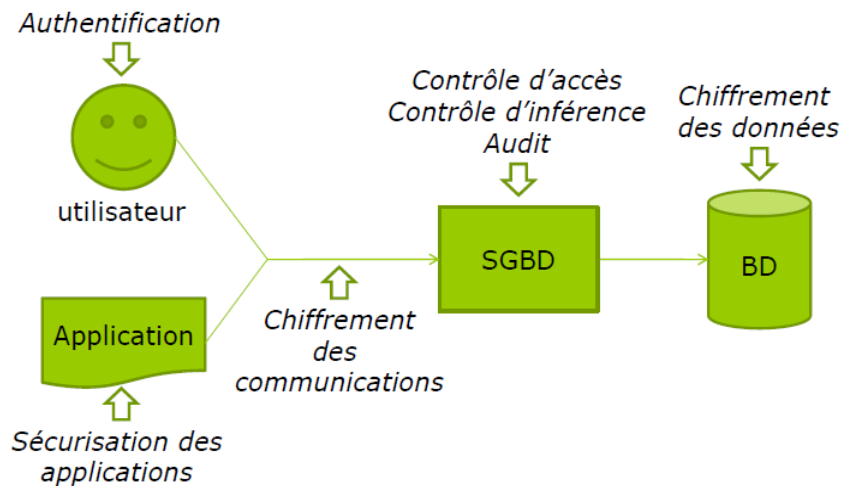 Authentification
utilisateur
Application
Sécurisation des
applications
Chiffrement
des
communications
Contrôle d’accès
Contrôle d’inférence
Audit
SGBD
Chiffrement
des données
BD